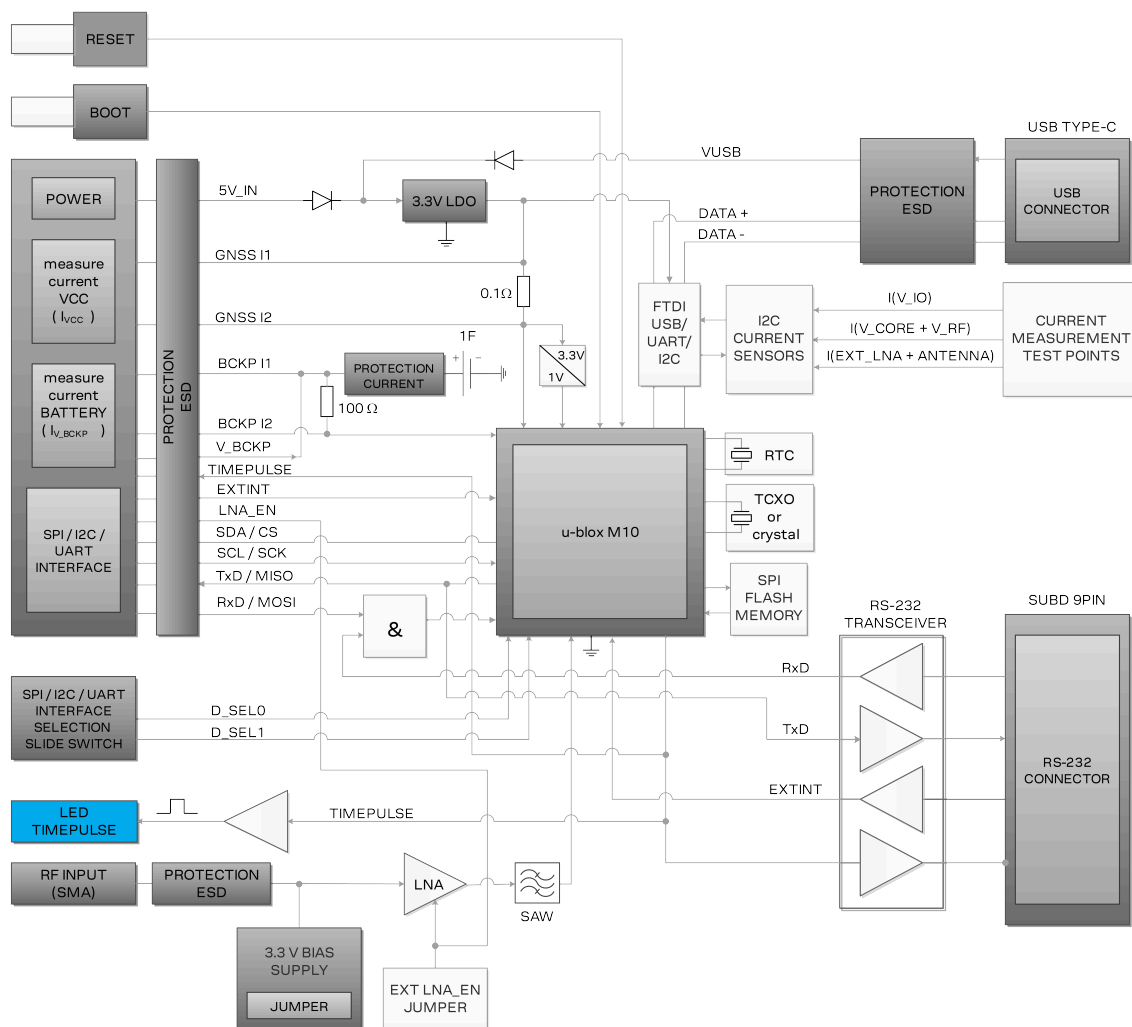 RESET
BOOT
POWER
measure
current
VCC
( IVCC )
measure
current
BATTERY
( IV_BCKP )
SPI / I2C /
UART
INTERFACE
PROTECTION
ESD
5V_IN
GNSS I1
GNSS I2
BCKP I1
BCKP I2
V_BCKP
TIMEPULSE
EXTINT
LNA_EN
SDA / CS
SCL / SCK
TxD / MISO
RxD / MOSI
3.3V LDO
0.1Ω
1F
+ −
PROTECTION
CURRENT
100 Ω
3.3V
1V
VUSB
DATA +
DATA -
PROTECTION
ESD
USB TYPE-C
USB
CONNECTOR
FTDI
USB/
UART/
I2C
I2C
CURRENT
SENSORS
I(V_IO)
I(V_CORE + V_RF)
I(EXT_LNA + ANTENNA)
CURRENT
MEASUREMENT
TEST POINTS
u-blox M10
RTC
TCXO
or
crystal
SPI
FLASH
MEMORY
&
RS-232
TRANSCEIVER
SUBD 9PIN
RxD
TxD
EXTINT
RS-232
CONNECTOR
SPI / I2C / UART
INTERFACE
SELECTION
SLIDE SWITCH
D_SEL0
D_SEL1
LED
TIMEPULSE
TIMEPULSE
RF INPUT
(SMA)
PROTECTION
ESD
LNA
SAW
3.3 V BIAS
SUPPLY
JUMPER
EXT LNA_EN
JUMPER